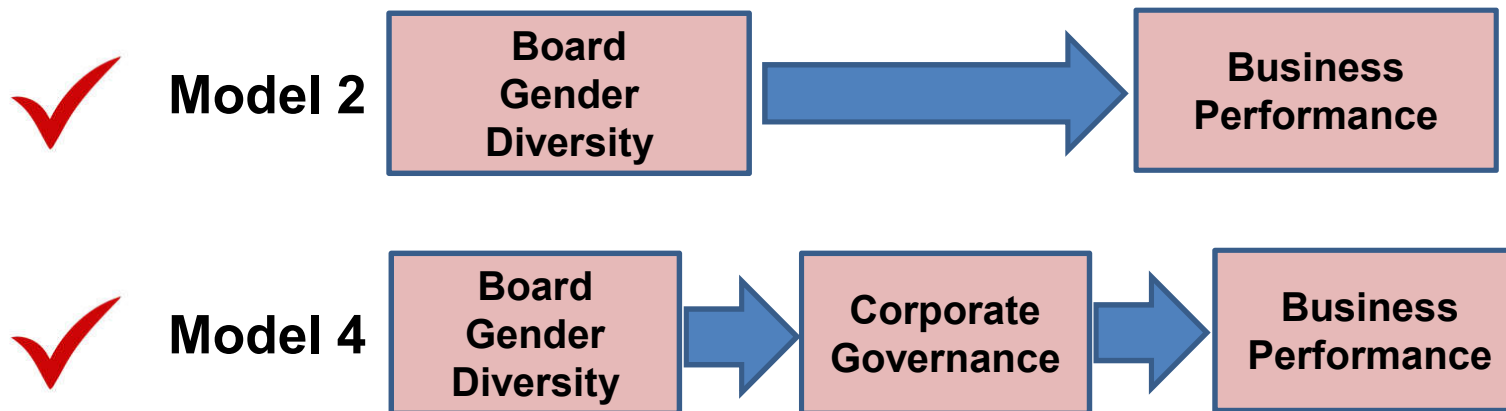 Model 2
Board
Gender
Diversity
Business
Performance
Model 4
Board
Gender
Diversity
Corporate
Governance
Business
Performance